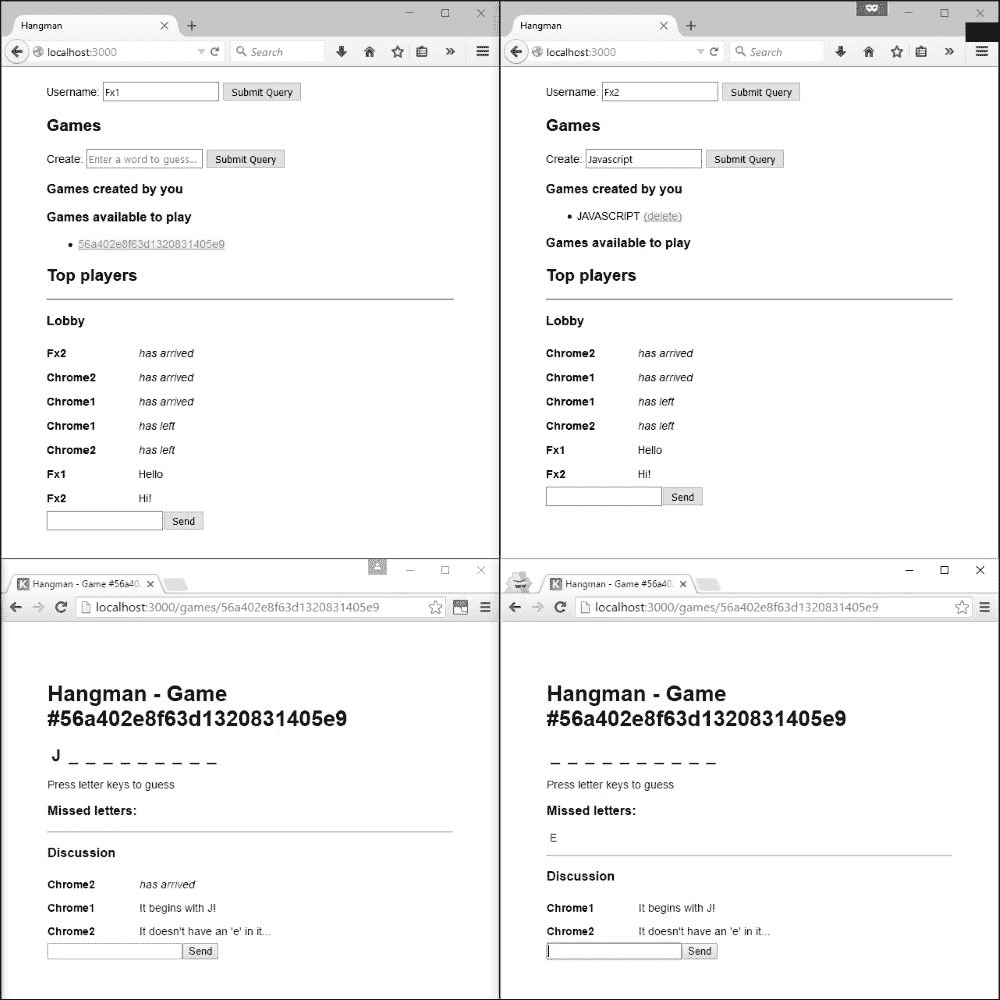 Hangman
localhost:3000
Search
Username: Fx1 Submit Query
Games
Create: Enter a word to guess... Submit Query
Games created by you
Games available to play
• 56a402e8f63d1320831405e9
Top players
Lobby
Fx2 has arrived
Chrome2 has arrived
Chrome1 has arrived
Chrome1 has left
Chrome2 has left
Fx1 Hello
Fx2 Hi!
Send
Hangman
localhost:3000
Search
Username: Fx2 Submit Query
Games
Create: Javascript Submit Query
Games created by you
• JAVASCRIPT (delete)
Games available to play
Top players
Lobby
Chrome2 has arrived
Chrome1 has arrived
Chrome1 has left
Chrome2 has left
Fx1 Hello
Fx2 Hi!
Send
Hangman - Game #56a40
localhost:3000/games/56a402e8f63d1320831405e9
Hangman - Game
#56a402e8f63d1320831405e9
J _ _ _ _ _ _ _ _ _
Press letter keys to guess
Missed letters:
Discussion
Chrome2 has arrived
Chrome1 It begins with J!
Chrome2 It doesn't have an 'e' in it...
Send
Hangman - Game #56a40
localhost:3000/games/56a402e8f63d1320831405e9
Hangman - Game
#56a402e8f63d1320831405e9
_ _ _ _ _ _ _ _ _ _
Press letter keys to guess
Missed letters:
E
Discussion
Chrome1 It begins with J!
Chrome2 It doesn't have an 'e' in it...
Send